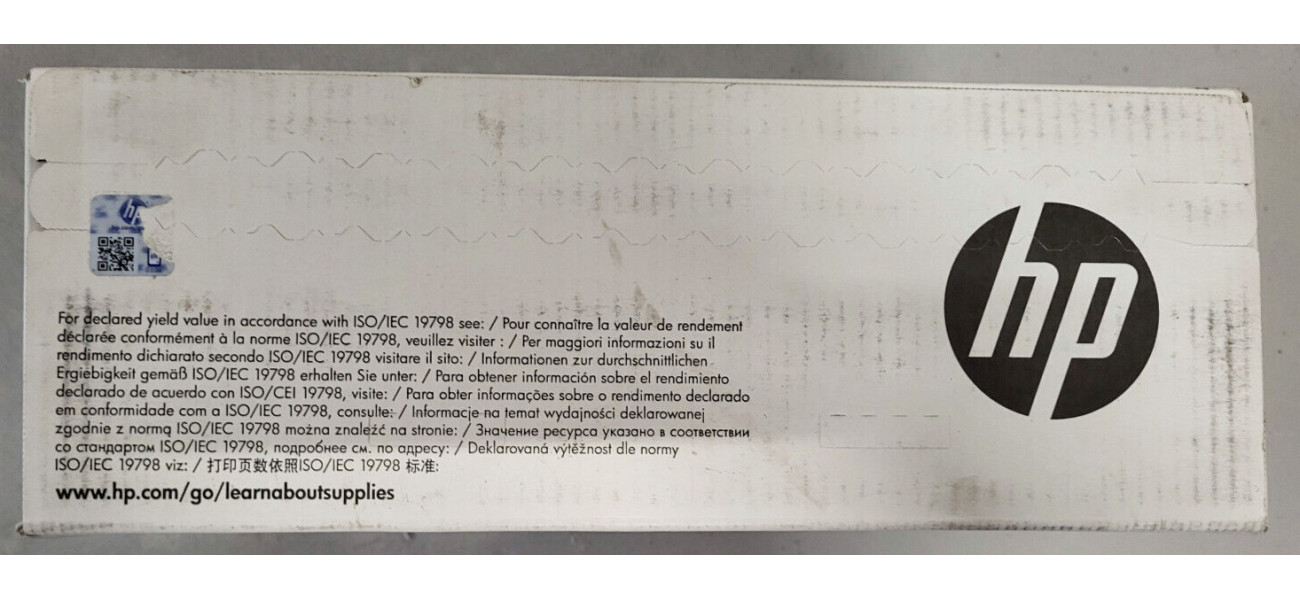 hp
For declared yield value in accordance with ISO/IEC 19798 see: / Pour connaître la valeur de rendement
déclarée conformément à la norme ISO/IEC 19798, veuillez visiter : / Per maggiori informazioni su il
rendimento dichiarato secondo ISO/IEC 19798 visitare il sito: / Informationen zur durchschnittlichen
Ergiebigkeit gemäß ISO/IEC 19798 erhalten Sie unter: / Para obtener información sobre el rendimiento
declarado de acuerdo con ISO/CEI 19798, visite: / Para obter informações sobre o rendimento declarado
em conformidade com a ISO/IEC 19798, consulte: / Informacje na temat wydajności deklarowanej
zgodnie z normą ISO/IEC 19798 można znaleźć na stronie: / Значение ресурса указано в соответствии
со стандартом ISO/IEC 19798, подробнее см. по адресу: / Deklarovaná výtěžnost dle normy
ISO/IEC 19798 viz: / 打印页数依照ISO/IEC 19798 标准:
www.hp.com/go/learnaboutsupplies
hp